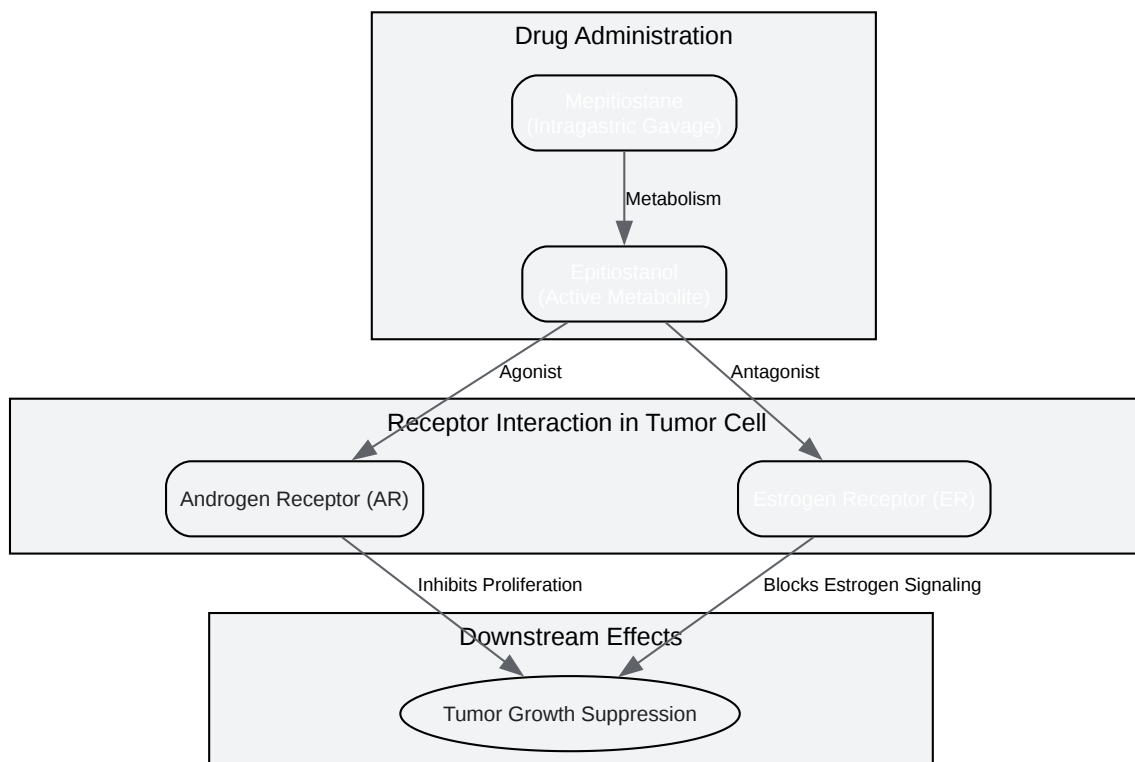 Drug Administration
Mepitiostane
(Intragastric Gavage)
Metabolism
Epitiostanol
(Active Metabolite)
Agonist
Antagonist
Receptor Interaction in Tumor Cell
Androgen Receptor (AR)
Estrogen Receptor (ER)
Inhibits Proliferation
Blocks Estrogen Signaling
Downstream Effects
Tumor Growth Suppression